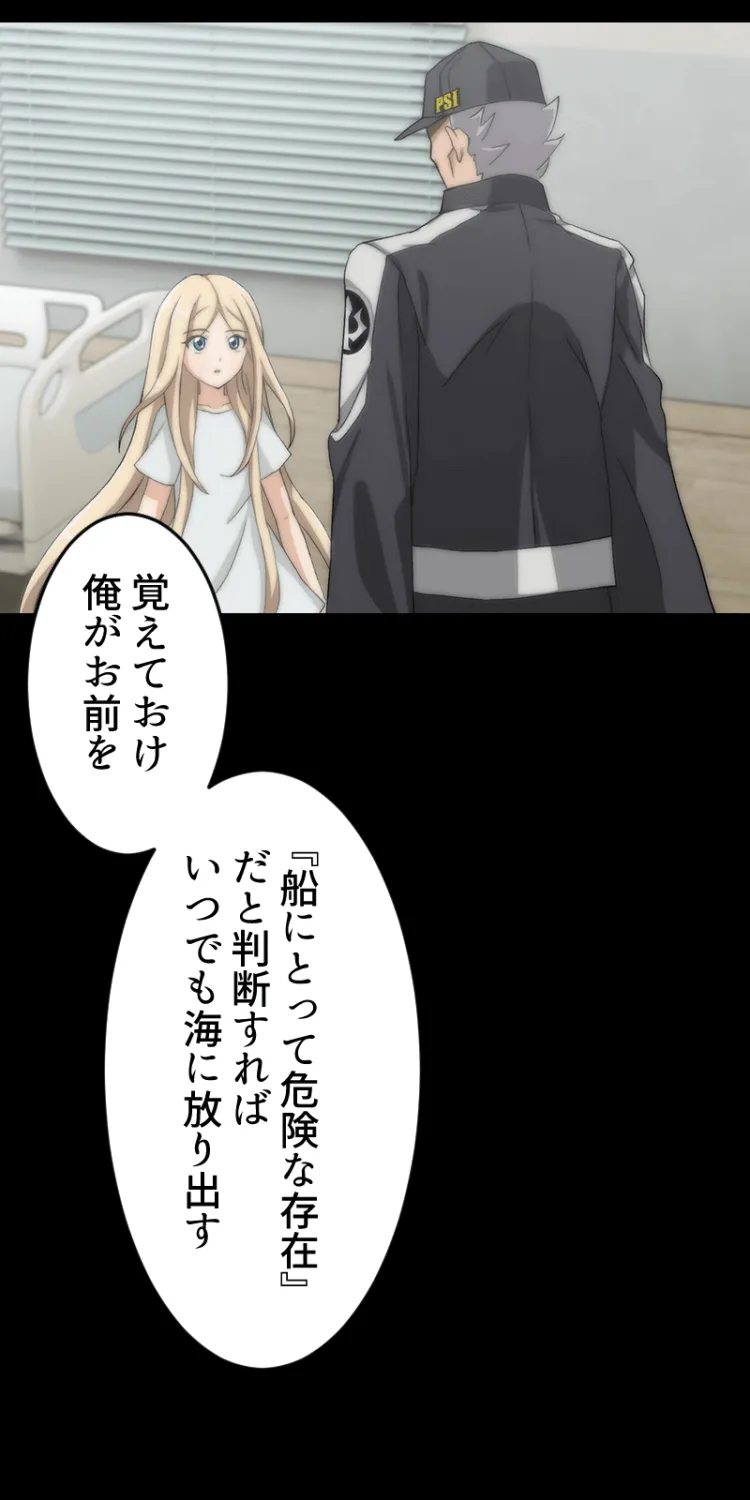 PSI
覚えておけ
俺がお前を
『船にとって危険な存在』
だと判断すれば
いつでも海に放り出す